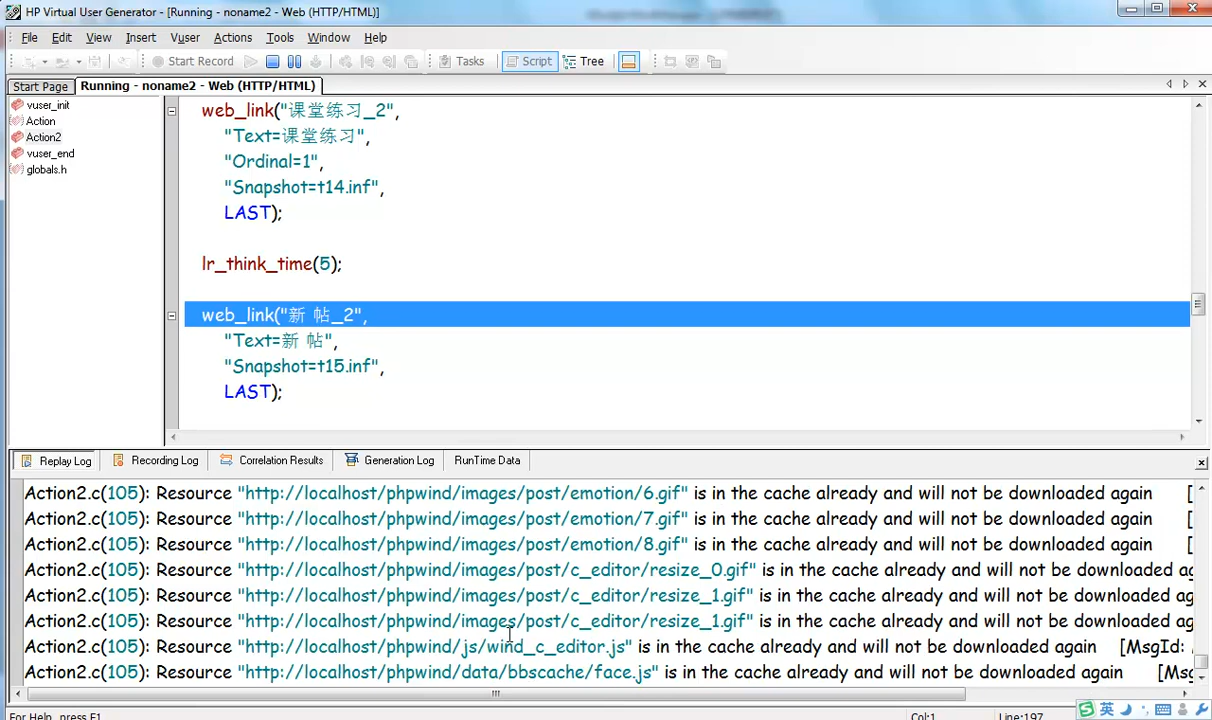 HP Virtual User Generator - [Running - noname2 - Web (HTTP/HTML)]
File Edit View Insert Vuser Actions Tools Window Help
Start Record Tasks Script Tree
Start Page Running - noname2 - Web (HTTP/HTML)
vuser_init
Action
Action2
vuser_end
globals.h
web_link("课堂练习_2",
"Text=课堂练习",
"Ordinal=1",
"Snapshot=t14.inf",
LAST);
lr_think_time(5);
web_link("新 帖_2",
"Text=新 帖",
"Snapshot=t15.inf",
LAST);
Replay Log Recording Log Correlation Results Generation Log RunTime Data
Action2.c(105): Resource "http://localhost/phpwind/images/post/emotion/6.gif" is in the cache already and will not be downloaded again [
Action2.c(105): Resource "http://localhost/phpwind/images/post/emotion/7.gif" is in the cache already and will not be downloaded again [
Action2.c(105): Resource "http://localhost/phpwind/images/post/emotion/8.gif" is in the cache already and will not be downloaded again [
Action2.c(105): Resource "http://localhost/phpwind/images/post/c_editor/resize_0.gif" is in the cache already and will not be downloaded ag
Action2.c(105): Resource "http://localhost/phpwind/images/post/c_editor/resize_1.gif" is in the cache already and will not be downloaded ag
Action2.c(105): Resource "http://localhost/phpwind/images/post/c_editor/resize_1.gif" is in the cache already and will not be downloaded ag
Action2.c(105): Resource "http://localhost/phpwind/js/wind_c_editor.js" is in the cache already and will not be downloaded again [MsgId:
Action2.c(105): Resource "http://localhost/phpwind/data/bbscache/face.js" is in the cache already and will not be downloaded again [Ms
For Help, press F1 Col:1 Line:197
英